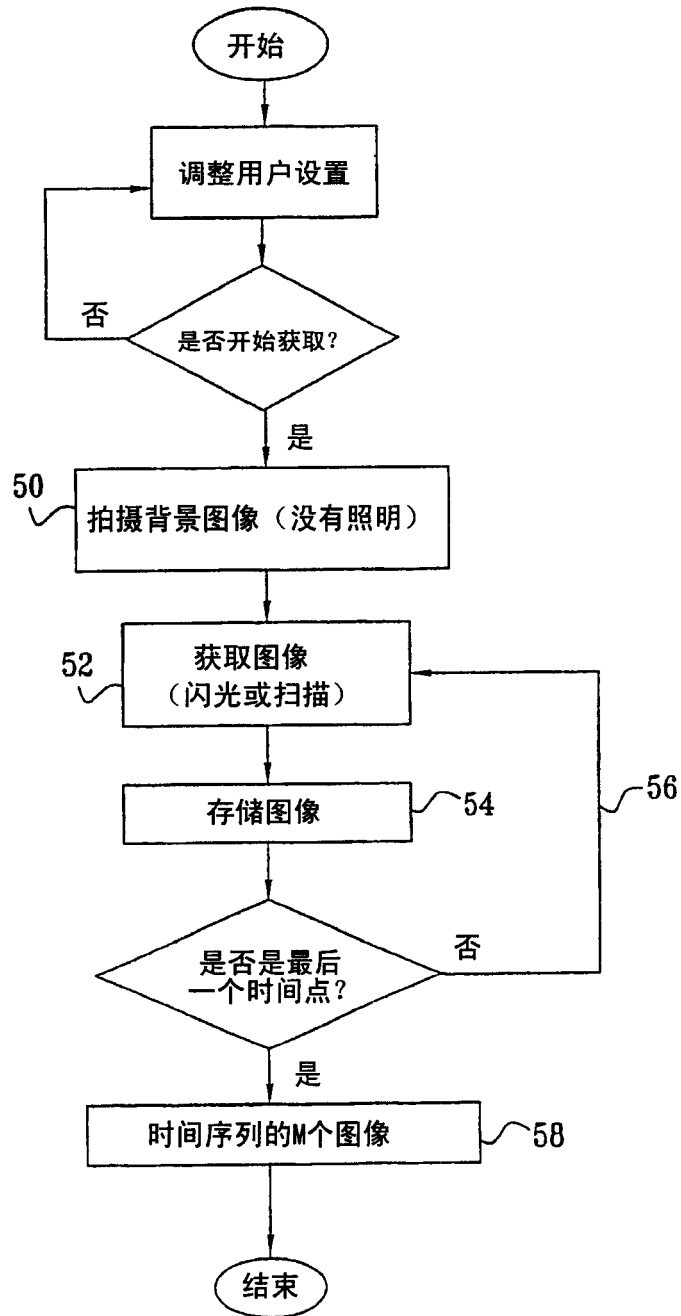 开始
调整用户设置
否
是否开始获取?
是
50
拍摄背景图像（没有照明）
52
获取图像
（闪光或扫描）
56
存储图像
54
否
是否是最后
一个时间点?
是
时间序列的M个图像
58
结束